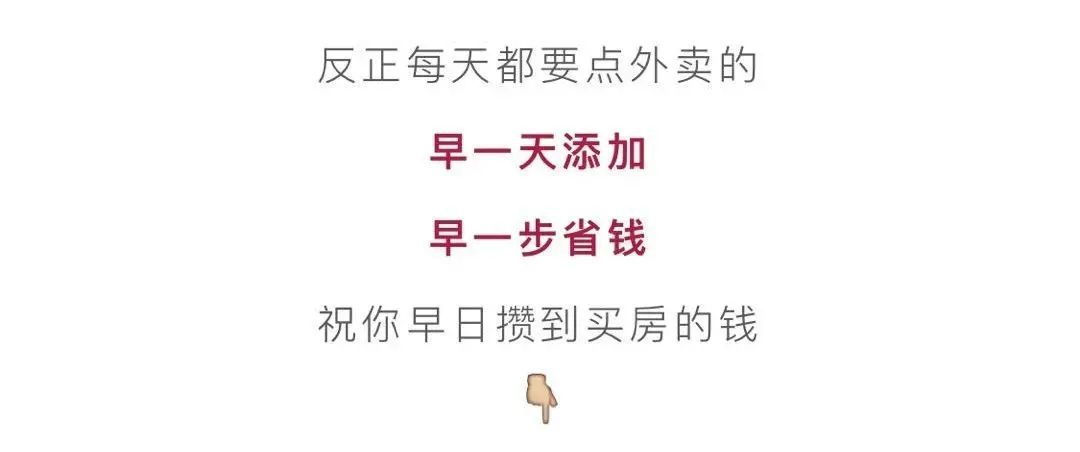 反正每天都要点外卖的
早一天添加
早一步省钱
祝你早日攒到买房的钱